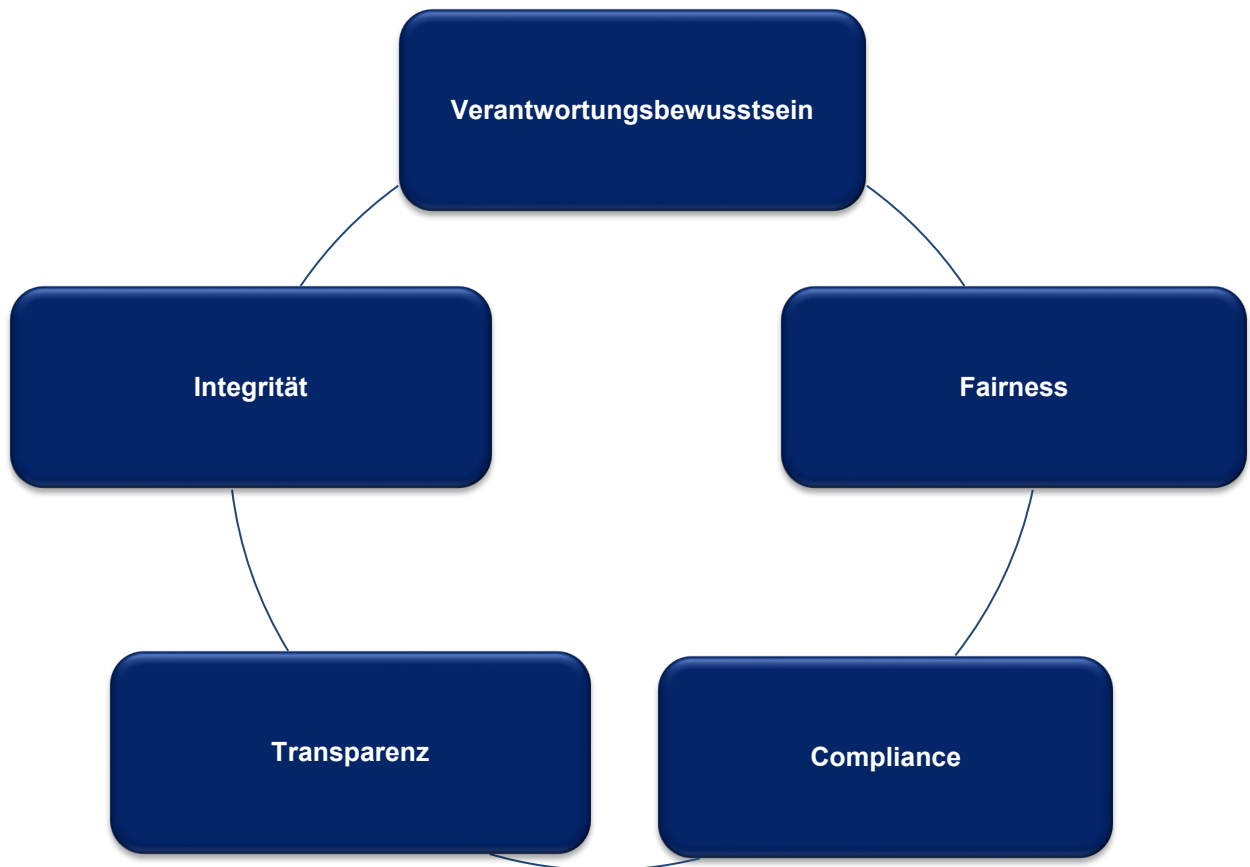 Verantwortungsbewusstsein
Integrität
Fairness
Transparenz
Compliance